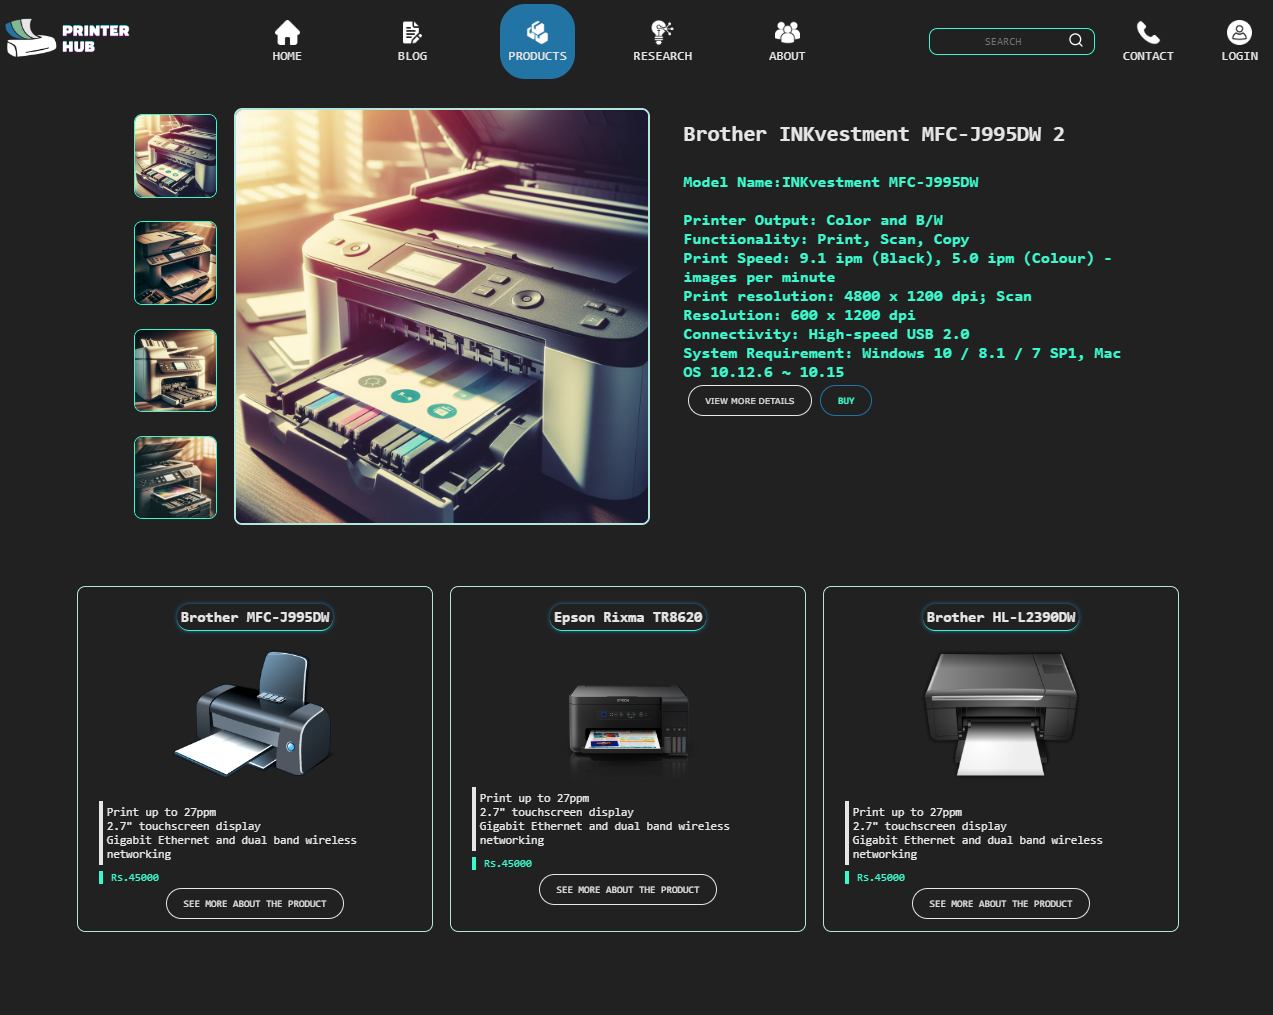 PRINTER
HUB
HOME
BLOG
PRODUCTS
RESEARCH
ABOUT
SEARCH
CONTACT
LOGIN
Brother INKvestment MFC-J995DW 2
Model Name:INKvestment MFC-J995DW
Printer Output: Color and B/W
Functionality: Print, Scan, Copy
Print Speed: 9.1 ipm (Black), 5.0 ipm (Colour) -
images per minute
Print resolution: 4800 x 1200 dpi; Scan
Resolution: 600 x 1200 dpi
Connectivity: High-speed USB 2.0
System Requirement: Windows 10 / 8.1 / 7 SP1, Mac
OS 10.12.6 ~ 10.15
VIEW MORE DETAILS
BUY
Brother MFC-J995DW
Print up to 27ppm
2.7" touchscreen display
Gigabit Ethernet and dual band wireless
networking
Rs.45000
SEE MORE ABOUT THE PRODUCT
Epson Rixma TR8620
EPSON
Print up to 27ppm
2.7" touchscreen display
Gigabit Ethernet and dual band wireless
networking
Rs.45000
SEE MORE ABOUT THE PRODUCT
Brother HL-L2390DW
Print up to 27ppm
2.7" touchscreen display
Gigabit Ethernet and dual band wireless
networking
Rs.45000
SEE MORE ABOUT THE PRODUCT